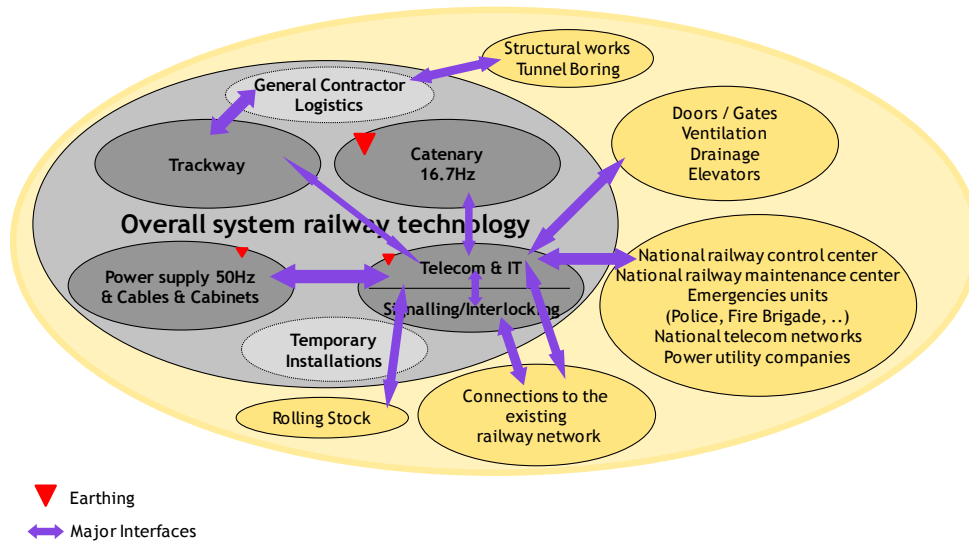 Structural works
Tunnel Boring
General Contractor
Logistics
Doors / Gates
Ventilation
Drainage
Elevators
Trackway
Catenary
16.7Hz
Overall system railway technology
Power supply 50Hz
& Cables & Cabinets
Telecom & IT
Signalling/Interlocking
National railway control center
National railway maintenance center
Emergencies units
(Police, Fire Brigade, ..)
National telecom networks
Power utility companies
Temporary
Installations
Rolling Stock
Connections to the
existing
railway network
Earthing
Major Interfaces